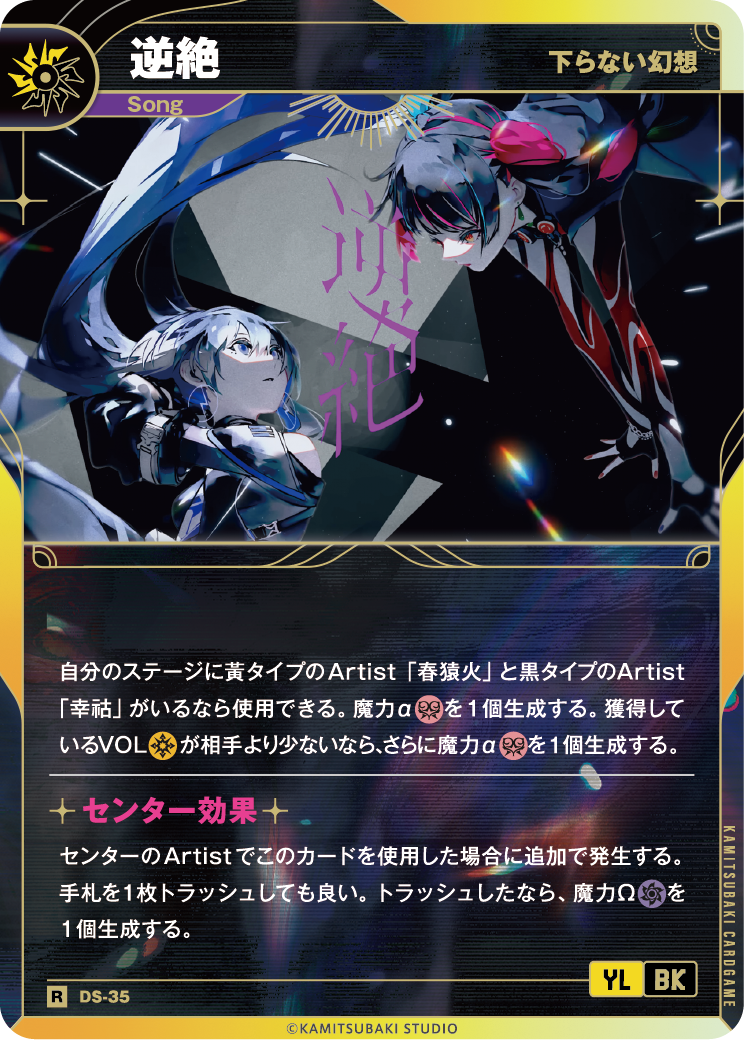 逆絶
下らない幻想
Song
逆絶
自分のステージに黃タイプのArtist「春猿火」と黒タイプのArtist
「幸祜」がいるなら使用できる。魔力αを1個生成する。獲得して
いるVOLが相手より少ないなら、さらに魔力αを1個生成する。
センター効果
センターのArtistでこのカードを使用した場合に追加で発生する。
手札を1枚トラッシュしても良い。トラッシュしたなら、魔力Ωを
1個生成する。
YL BK
R DS-35
KAMITSUBAKI CARDGAME
©KAMITSUBAKI STUDIO